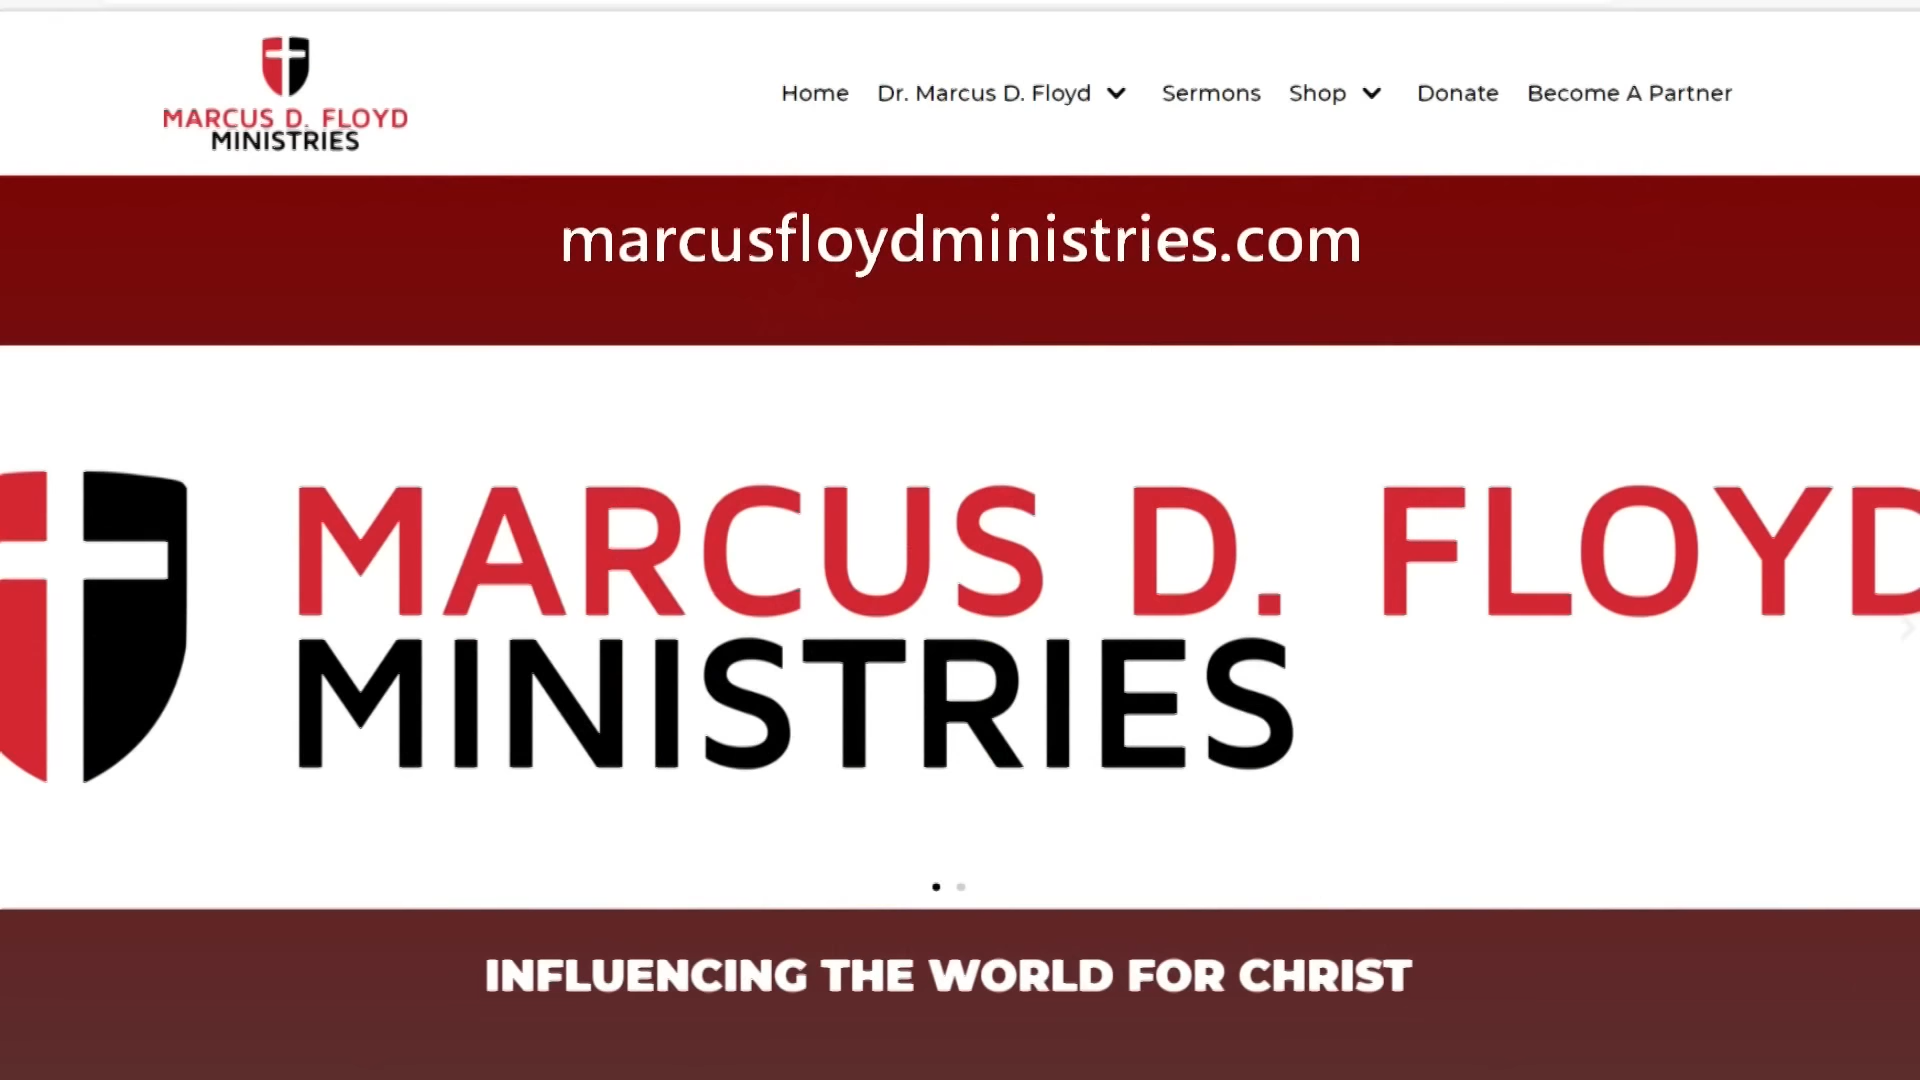 MARCUS D. FLOYD
MINISTRIES
Home Dr. Marcus D. Floyd Sermons Shop Donate Become A Partner
marcusfloydministries.com
MARCUS D. FLOYD
MINISTRIES
INFLUENCING THE WORLD FOR CHRIST